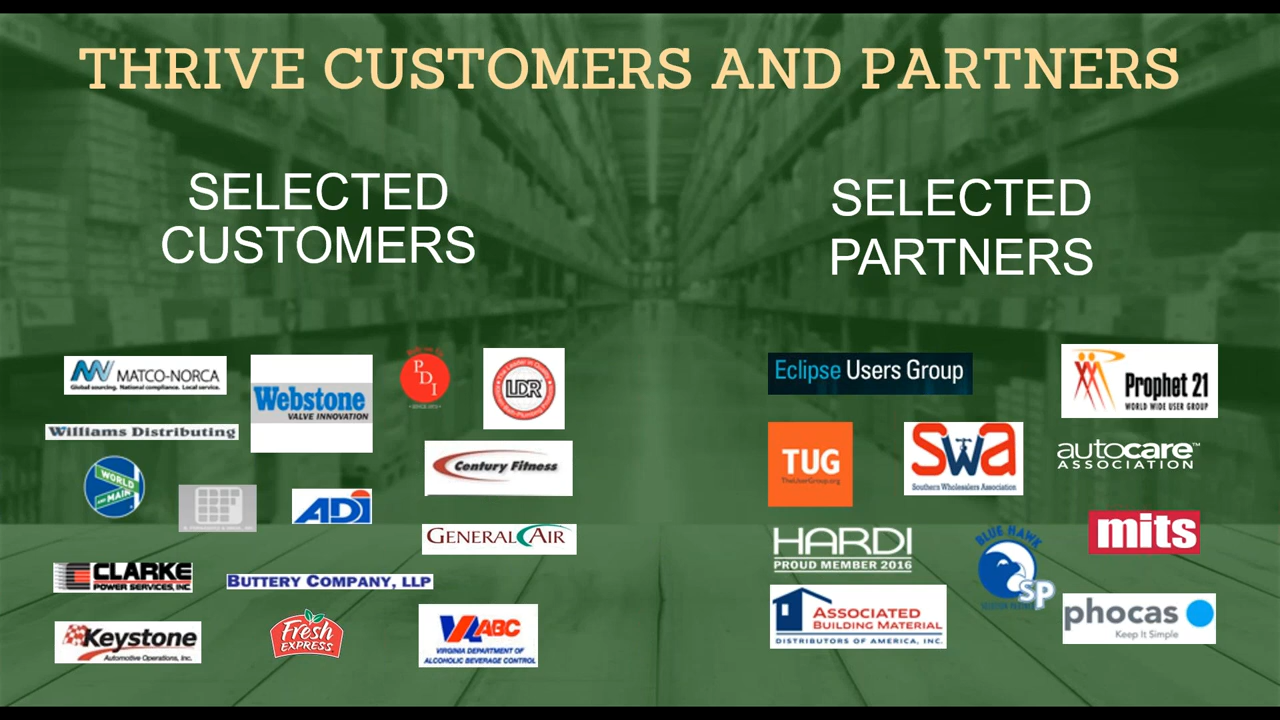 THRIVE CUSTOMERS AND PARTNERS
SELECTED
CUSTOMERS
MATCO-NORCA
Global sourcing. National compliance. Local service.
Webstone
VALVE INNOVATION
PDI
LDR
Williams Distributing
Century Fitness
WORLD
AND MAIN
ADI
GENERAL AIR
CLARKE
POWER SERVICES, INC
BUTTERY COMPANY, LLP
Keystone
Automotive Operations, Inc.
Fresh
EXPRESS
VA ABC
VIRGINIA DEPARTMENT OF
ALCOHOLIC BEVERAGE CONTROL
SELECTED
PARTNERS
Eclipse Users Group
Prophet 21
WORLD WIDE USER GROUP
TUG
TheUserGroup.org
SWA
Southern Wholesalers Association
autocare™
ASSOCIATION
HARDI
PROUD MEMBER 2016
BLUE HAWK
SP
mits
ASSOCIATED
BUILDING MATERIAL
DISTRIBUTORS OF AMERICA, INC.
phocas
Keep It Simple